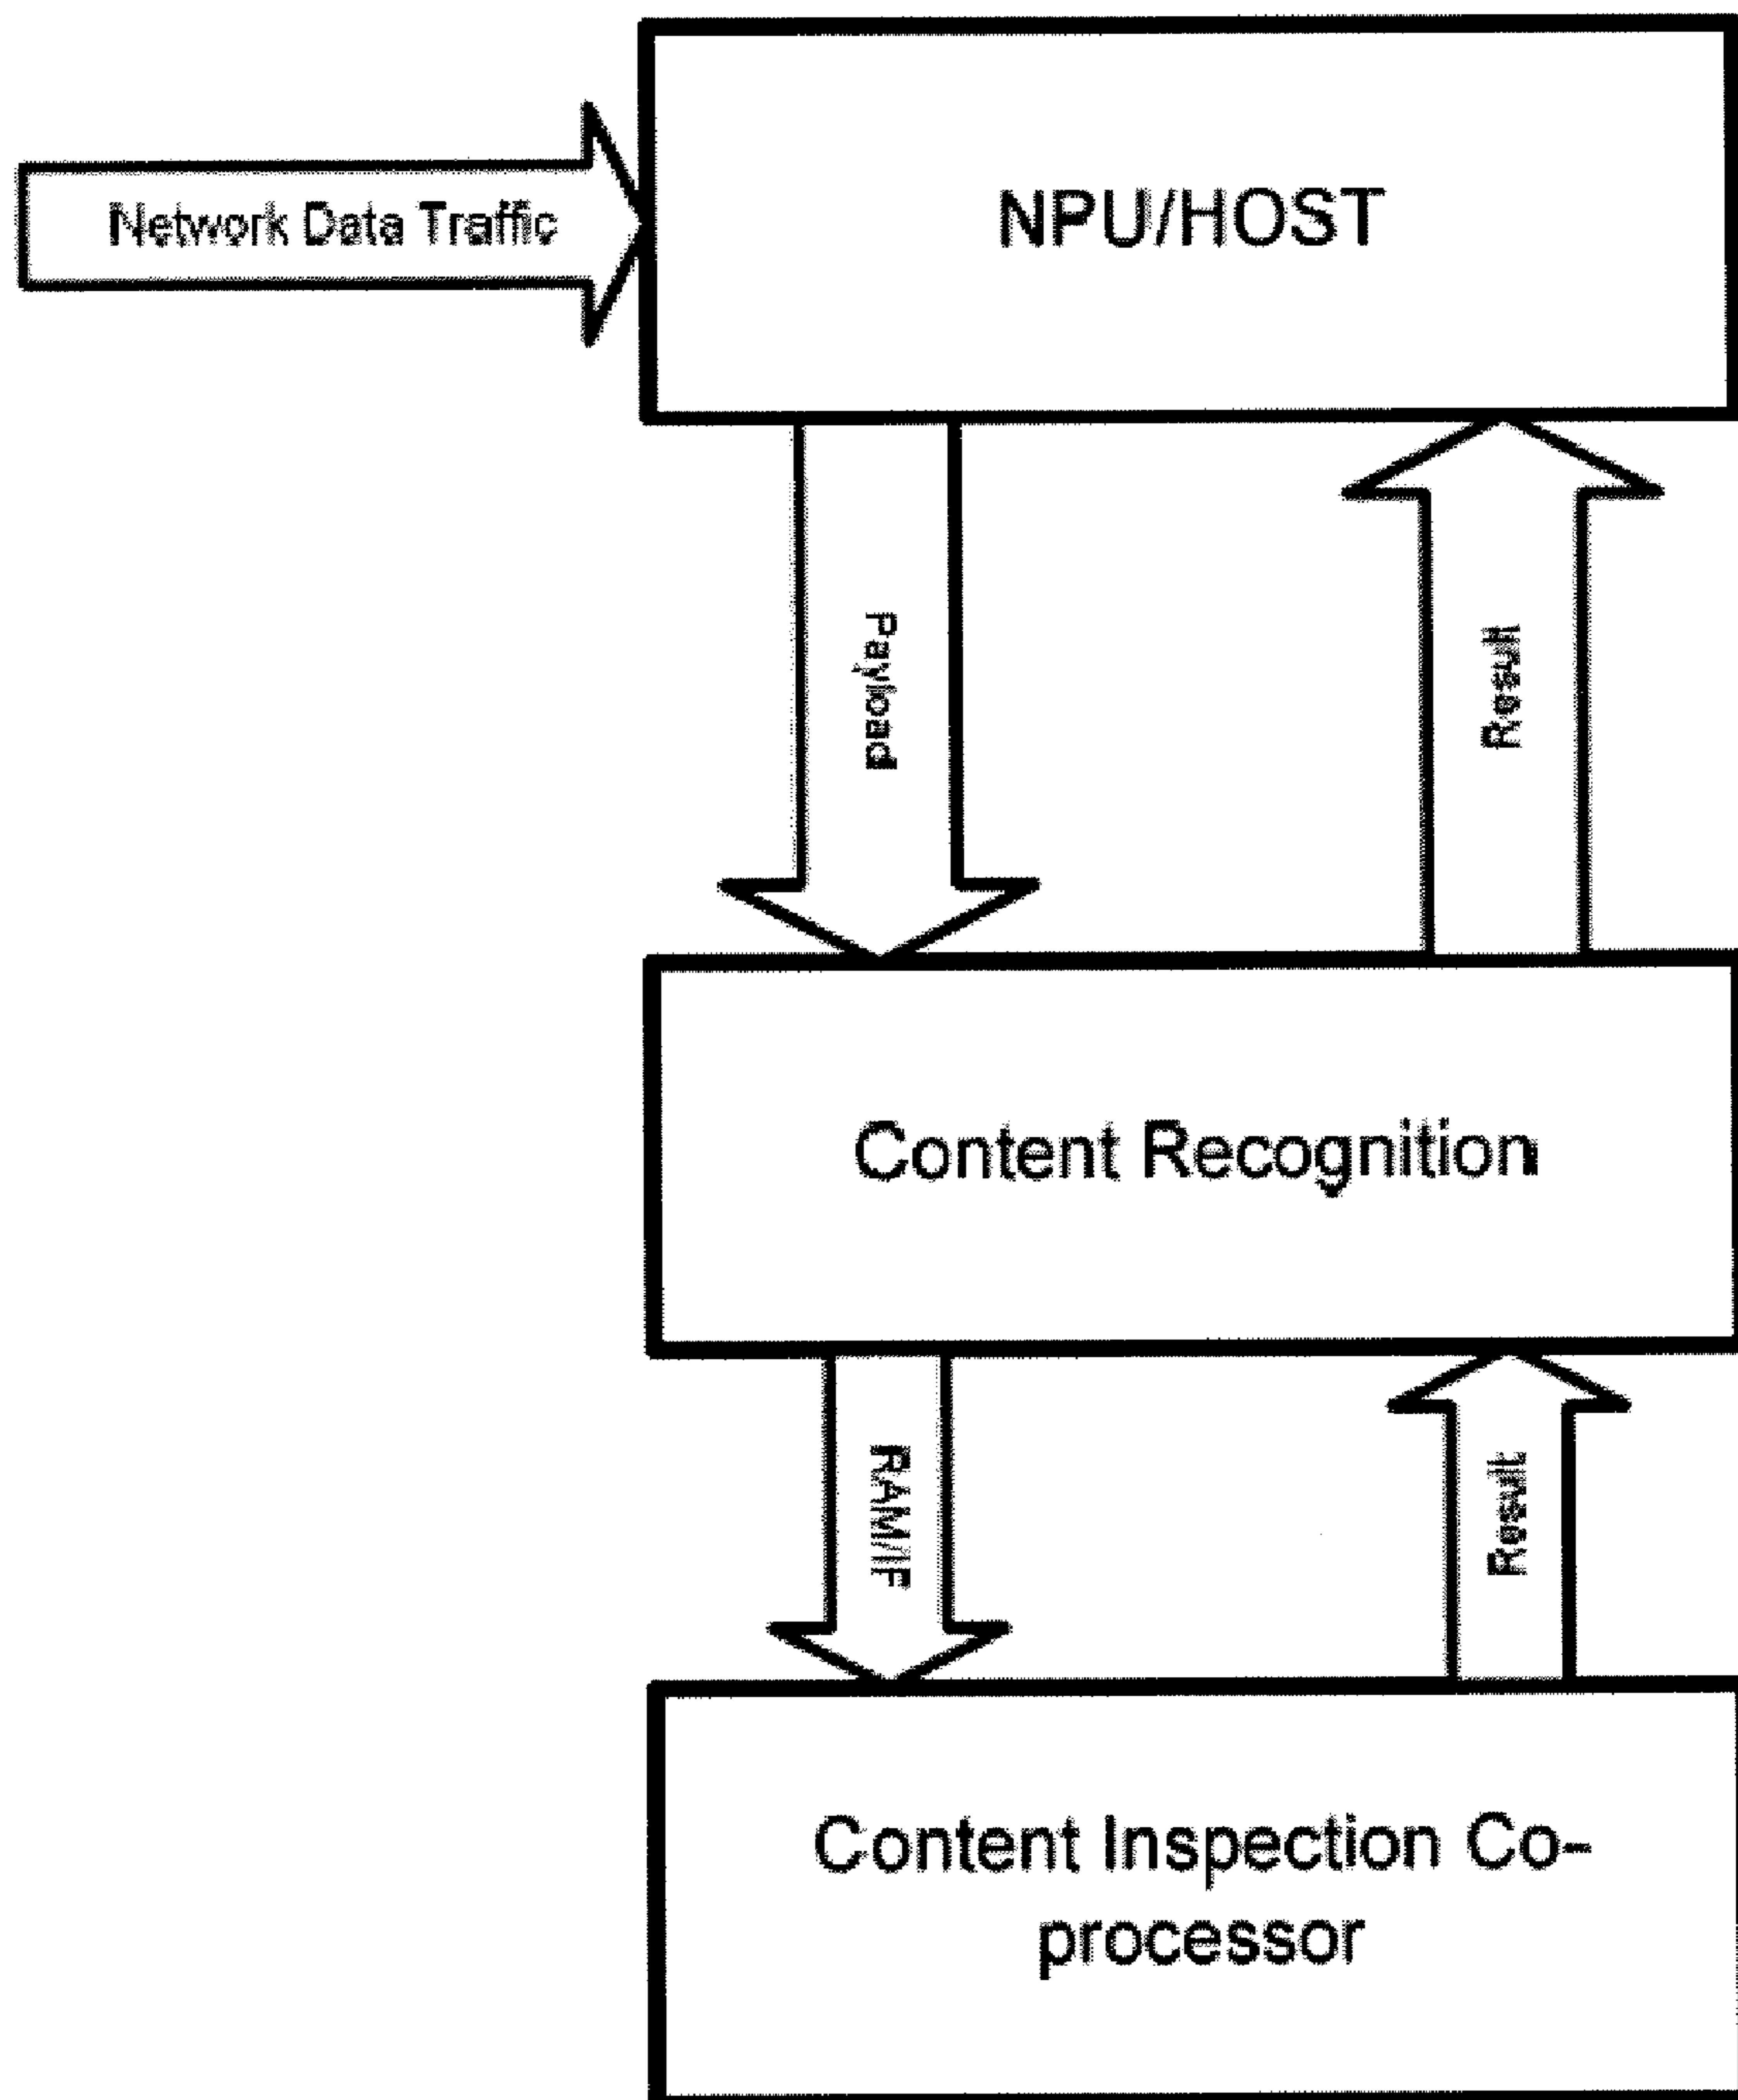 NPU/HOST
Network Data Traffic
Payload
Result
Content Recognition
RAM/IF
Result
Content Inspection Co-
processor